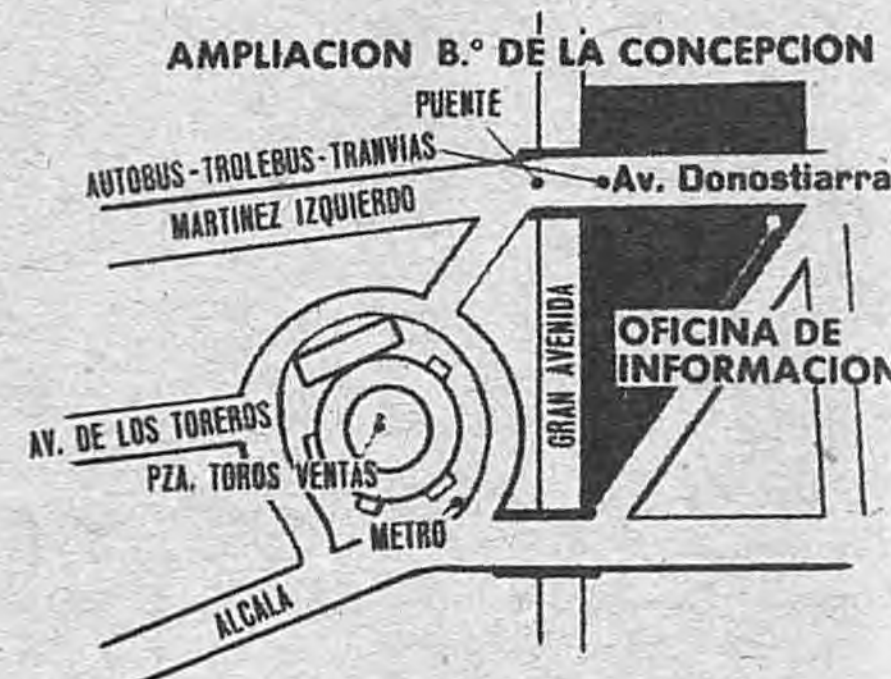 AMPLIACION B.º DE LA CONCEPCION
PUENTE
AUTOBUS-TROLEBUS-TRANVIAS
Av. Donostiarra
MARTINEZ IZQUIERDO
GRAN AVENIDA
OFICINA DE
INFORMACION
AV. DE LOS TOREROS
PZA. TOROS VENTAS
METRO
ALCALA